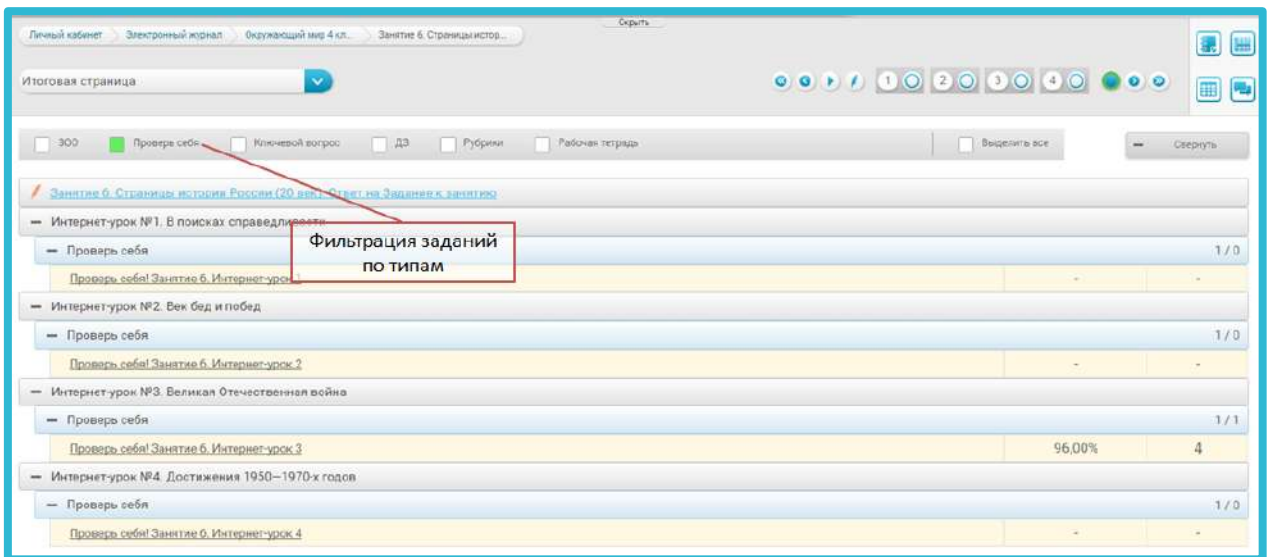 Скрыть
Личный кабинет Электронный журнал Окружающий мир 4 кл... Занятие 6. Страницы истор...
Итоговая страница 1 2 3 4
ЗОО Проверь себя Ключевой вопрос ДЗ Рубрики Рабочая тетрадь Выделить все Свернуть
Занятие 6. Страницы истории России (20 век). Ответ на Задание к занятию
Интернет-урок №1. В поисках справедливости
Фильтрация заданий
по типам
Проверь себя 1 / 0
Проверь себя! Занятие 6. Интернет-урок 1 - -
Интернет-урок №2. Век бед и побед
Проверь себя 1 / 0
Проверь себя! Занятие 6. Интернет-урок 2 - -
Интернет-урок №3. Великая Отечественная война
Проверь себя 1 / 1
Проверь себя! Занятие 6. Интернет-урок 3 96,00% 4
Интернет-урок №4. Достижения 1950—1970-х годов
Проверь себя 1 / 0
Проверь себя! Занятие 6. Интернет-урок 4 - -